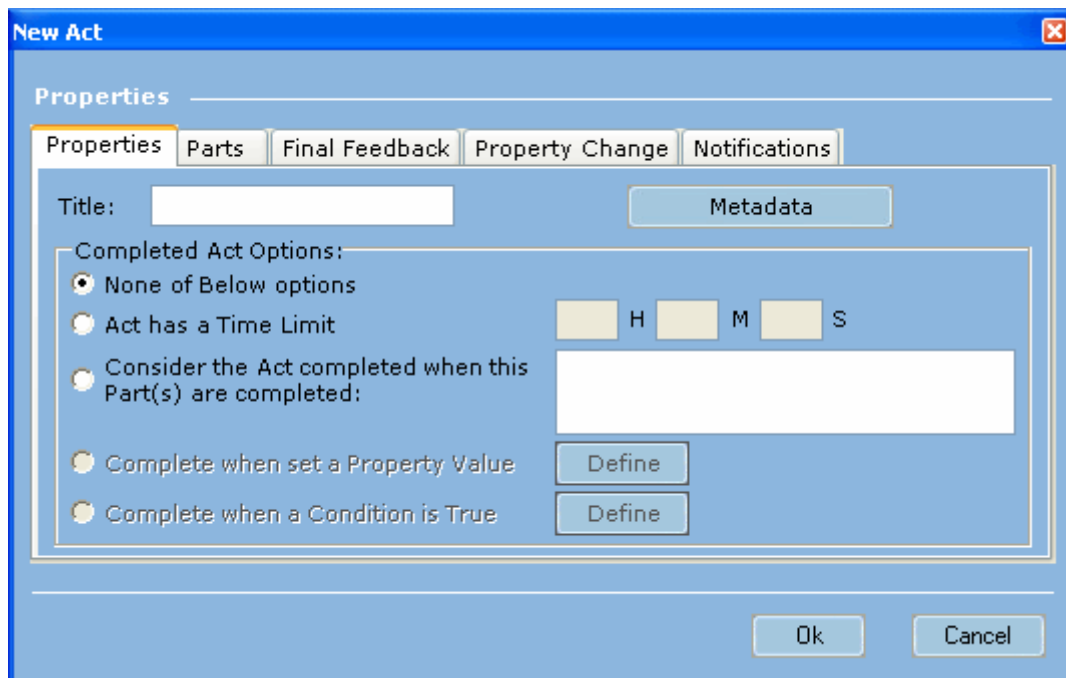 New Act
Properties
Properties Parts Final Feedback Property Change Notifications
Title: Metadata
Completed Act Options:
None of Below options
Act has a Time Limit H M S
Consider the Act completed when this
Part(s) are completed:
Complete when set a Property Value Define
Complete when a Condition is True Define
Ok Cancel